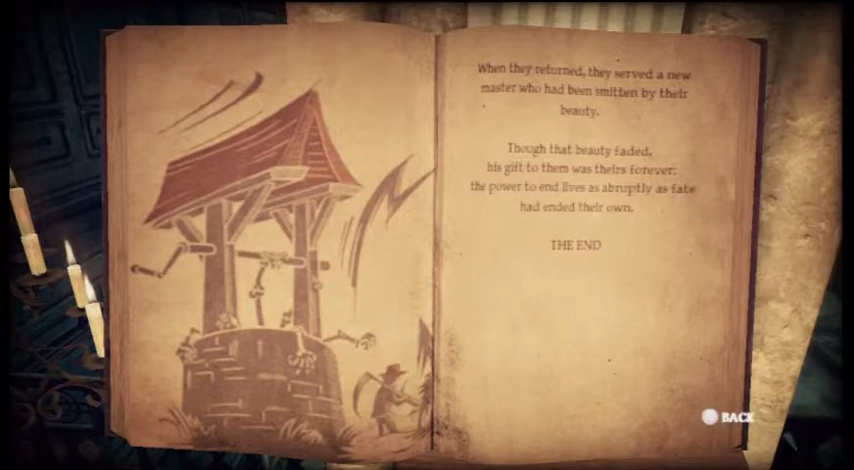 When they returned, they served a new
master who had been smitten by their
beauty.
Though that beauty faded,
his gift to them was theirs forever:
the power to end lives as abruptly as fate
had ended their own.
THE END
BACK